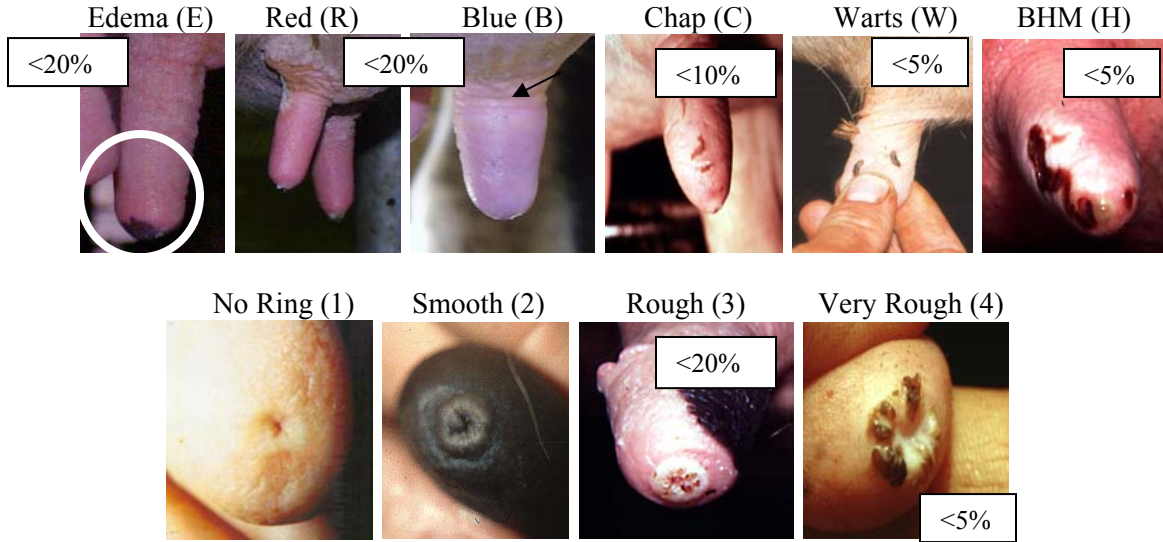 Edema (E) Red (R) Blue (B) Chap (C) Warts (W) BHM (H)
<20% <20% <10% <5% <5%
No Ring (1) Smooth (2) Rough (3) Very Rough (4)
<20%
<5%